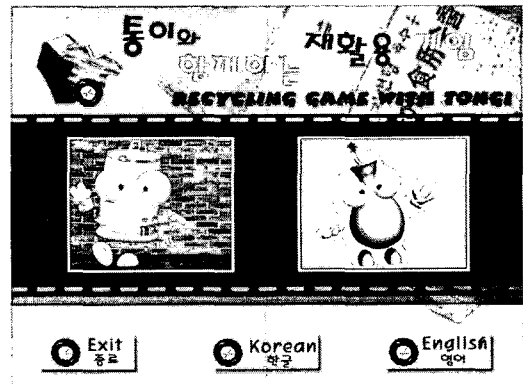 통이와
함께하는
재활용
게임
RECYCLING GAME WITH TONGI
Exit
종료
Korean
한글
English
영어